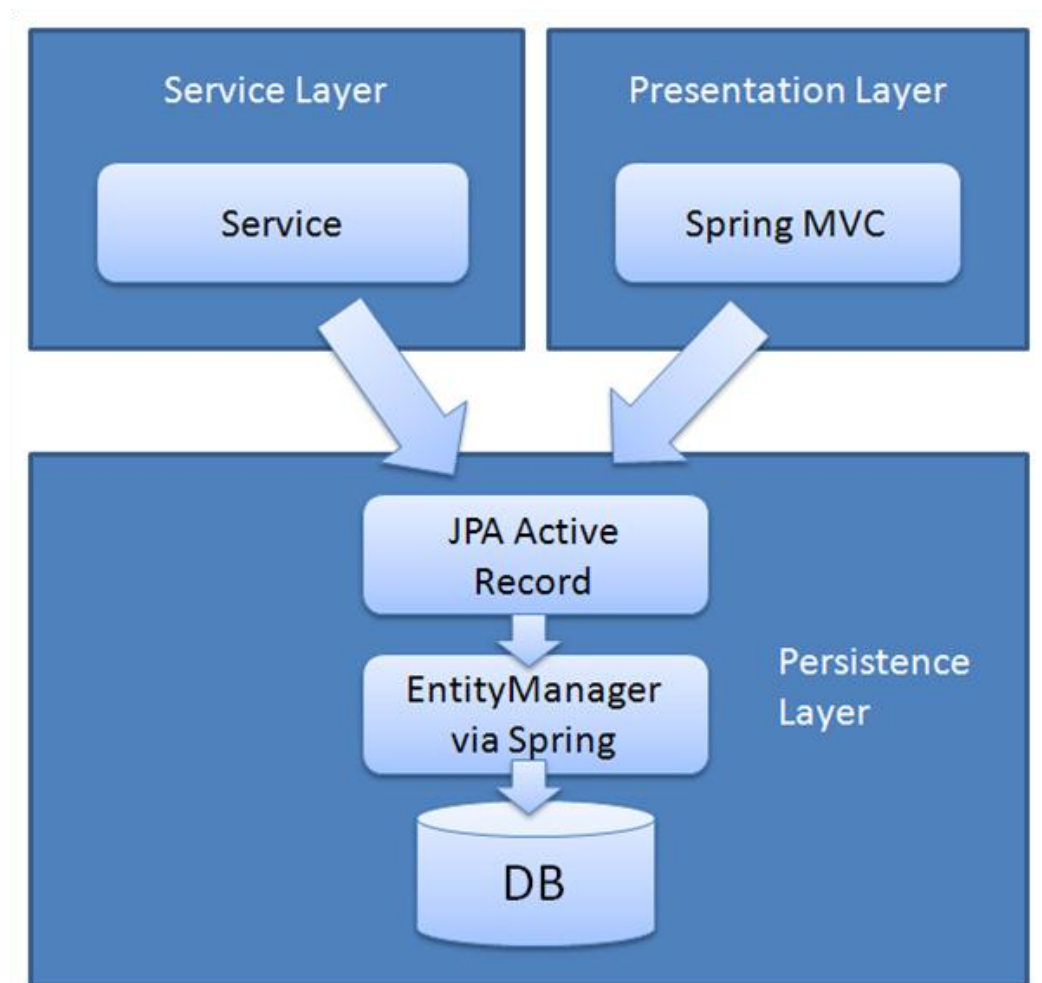 Service Layer
Presentation Layer
Service
Spring MVC
JPA Active
Record
EntityManager
via Spring
Persistence
Layer
DB